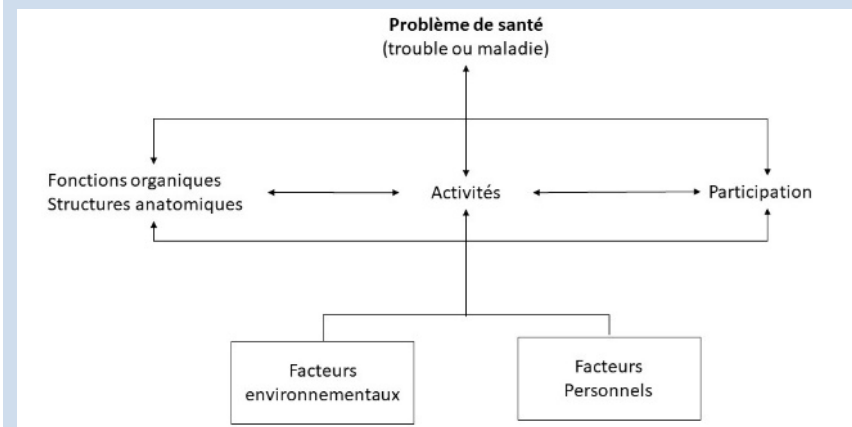 Problème de santé
(trouble ou maladie)
Fonctions organiques
Structures anatomiques
Activités
Participation
Facteurs
environnementaux
Facteurs
Personnels